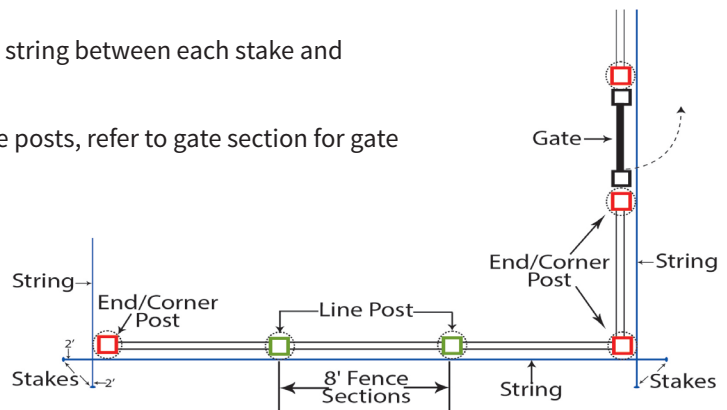 string between each stake and
e posts, refer to gate section for gate
Gate
End/Corner
Post
String
String
End/Corner
Post
Line Post
2'
Stakes
2'
8' Fence
Sections
String
Stakes